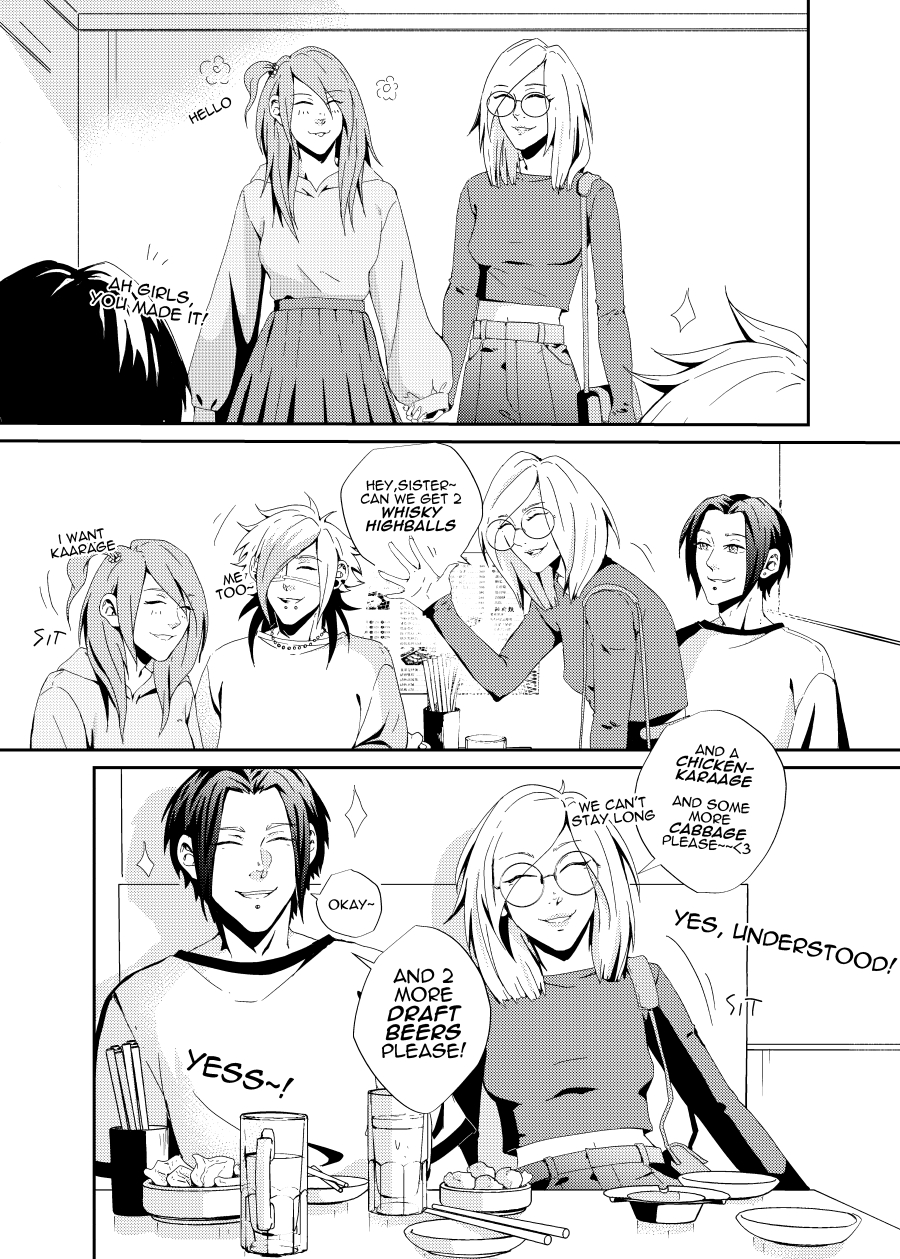 HELLO
AH GIRLS,
YOU MADE IT!
HEY,SISTER~
CAN WE GET 2
WHISKY
HIGHBALLS
I WANT
KAARAGE
ME
TOO~
SIT
AND A
CHICKEN-
KARAAGE
AND SOME
MORE
CABBAGE
PLEASE~~<3
WE CAN'T
STAY LONG
OKAY~
YES, UNDERSTOOD!
AND 2
MORE
DRAFT
BEERS
PLEASE!
SIT
YESS~!